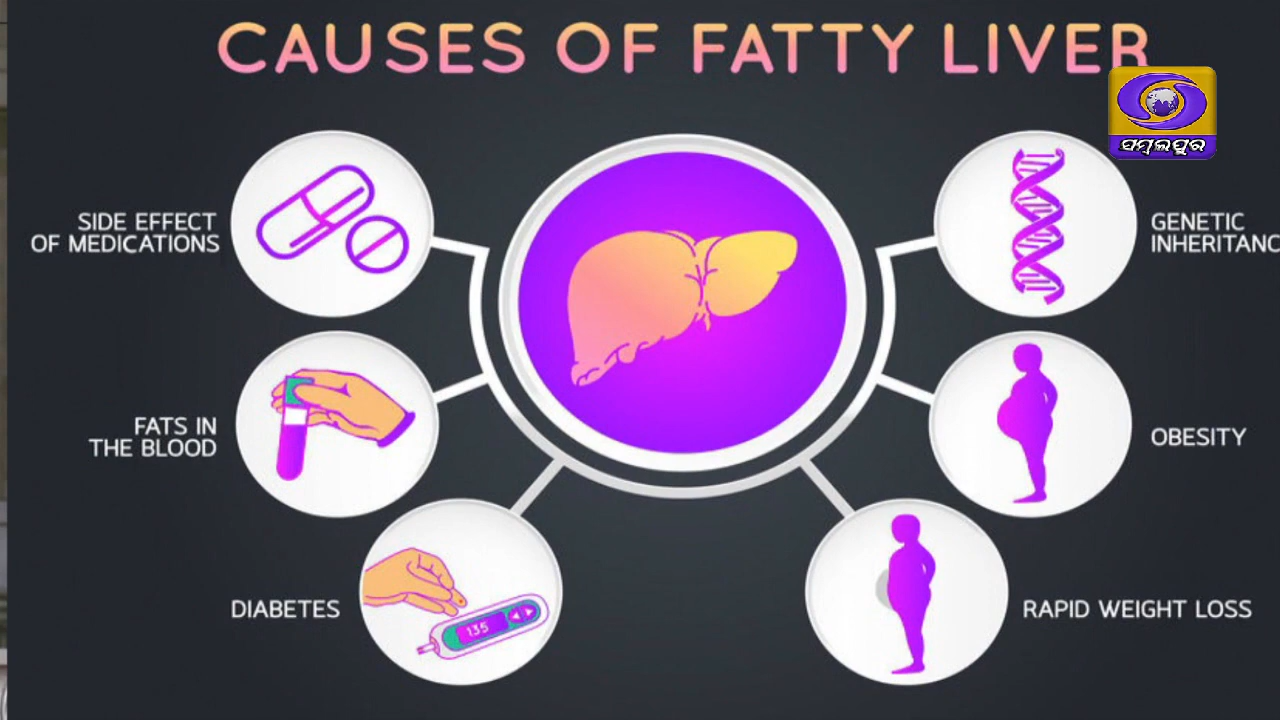 CAUSES OF FATTY LIVER
ସମ୍ବଲପୁର
SIDE EFFECT
OF MEDICATIONS
GENETIC
INHERITANC
FATS IN
THE BLOOD
OBESITY
DIABETES
135
RAPID WEIGHT LOSS